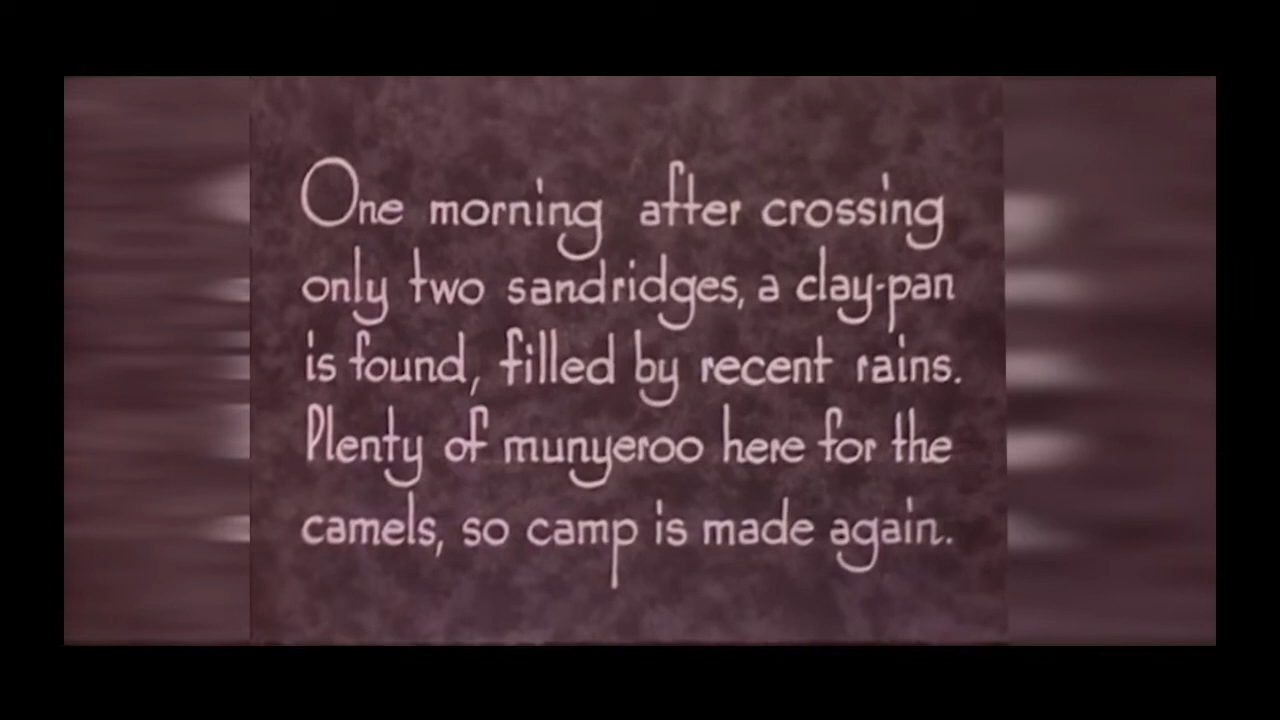 One morning after crossing
only two sandridges, a clay-pan
is found, filled by recent rains.
Plenty of munyeroo here for the
camels, so camp is made again.